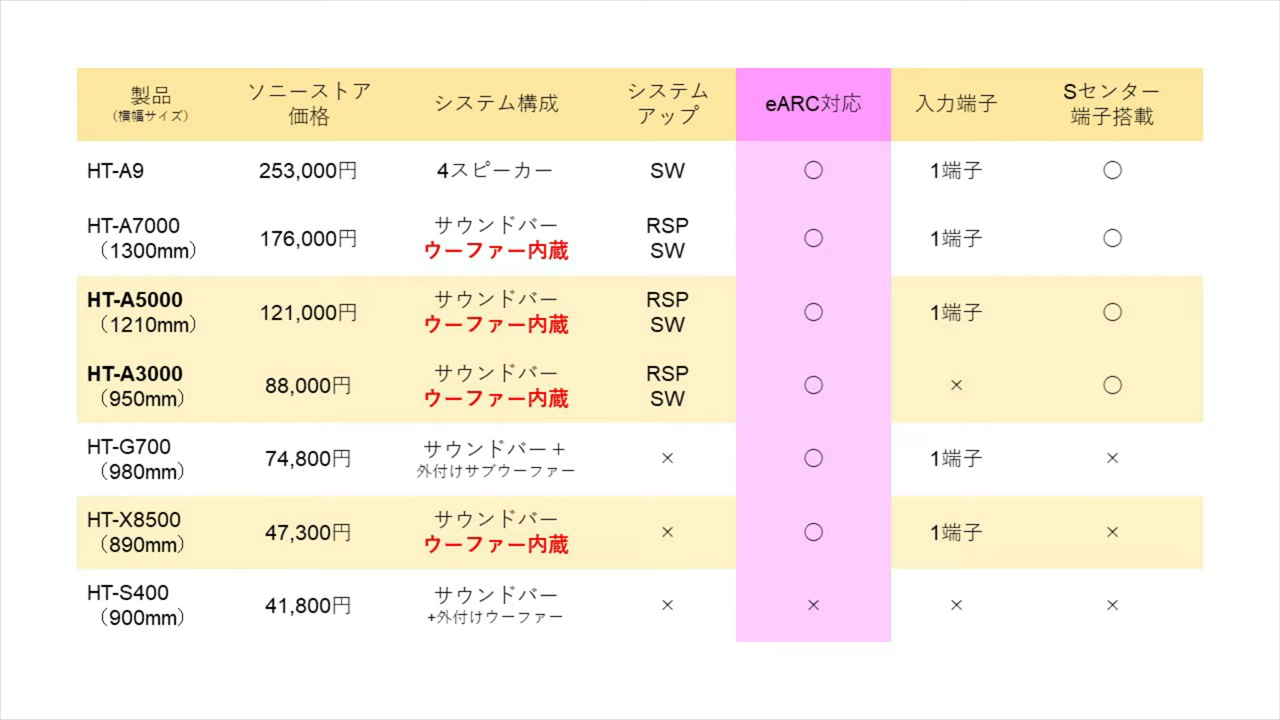 製品 ソニーストア システム構成 システム eARC対応 入力端子 Sセンター
（横幅サイズ） 価格 アップ 端子搭載
HT-A9 253,000円 4スピーカー SW ○ 1端子 ○
HT-A7000 176,000円 サウンドバー RSP ○ 1端子 ○
（1300mm） ウーファー内蔵 SW
HT-A5000 121,000円 サウンドバー RSP ○ 1端子 ○
（1210mm） ウーファー内蔵 SW
HT-A3000 88,000円 サウンドバー RSP ○ × ○
（950mm） ウーファー内蔵 SW
HT-G700 74,800円 サウンドバー＋ × ○ 1端子 ×
（980mm） 外付けサブウーファー
HT-X8500 47,300円 サウンドバー × ○ 1端子 ×
（890mm） ウーファー内蔵
HT-S400 41,800円 サウンドバー × × × ×
（900mm） +外付けウーファー